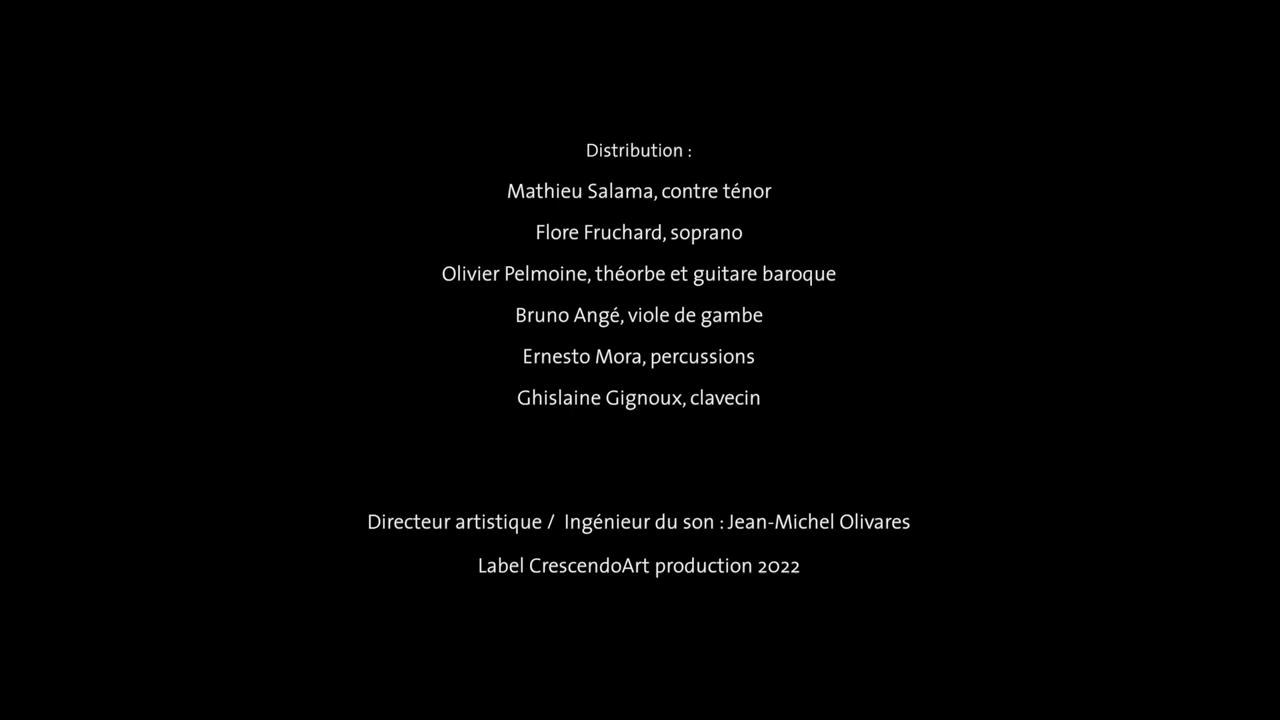 Distribution :
Mathieu Salama, contre ténor
Flore Fruchard, soprano
Olivier Pelmoine, théorbe et guitare baroque
Bruno Angé, viole de gambe
Ernesto Mora, percussions
Ghislaine Gignoux, clavecin
Directeur artistique /  Ingénieur du son : Jean-Michel Olivares
Label CrescendoArt production 2022